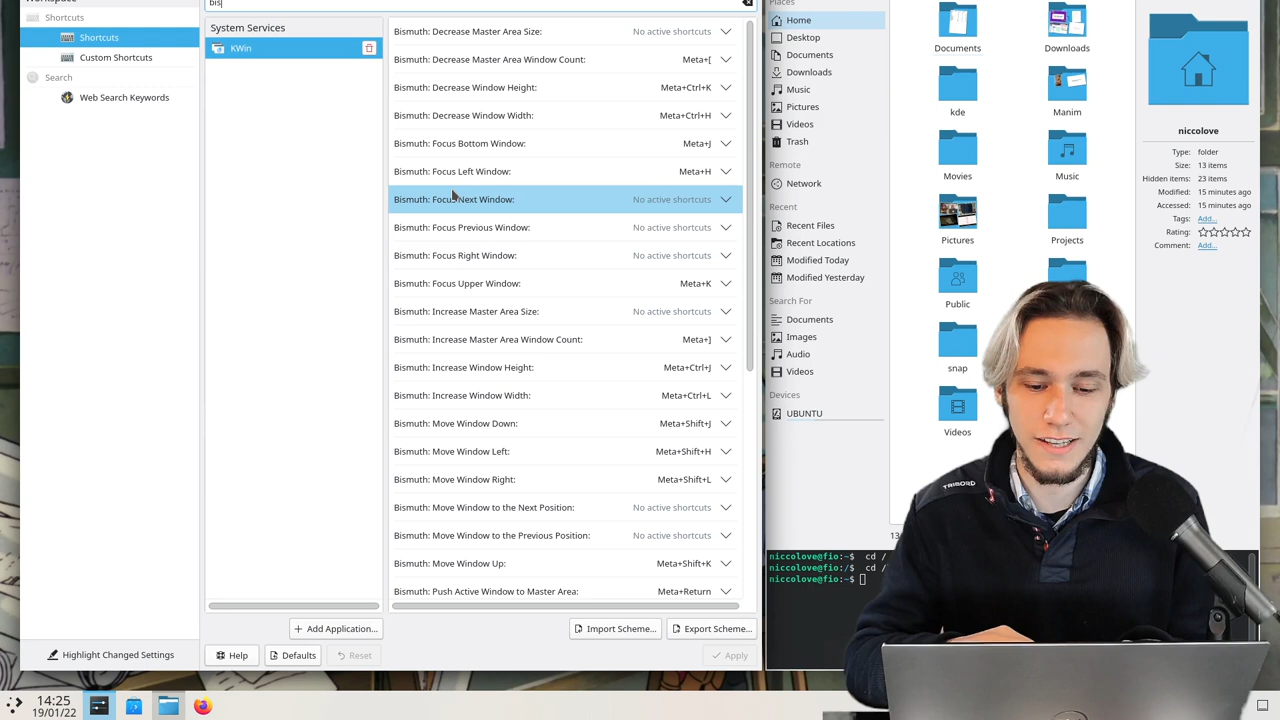 Workspace
Shortcuts
Shortcuts
Custom Shortcuts
Search
Web Search Keywords
Highlight Changed Settings
bis
System Services
KWin
Bismuth: Decrease Master Area Size: No active shortcuts
Bismuth: Decrease Master Area Window Count: Meta+[
Bismuth: Decrease Window Height: Meta+Ctrl+K
Bismuth: Decrease Window Width: Meta+Ctrl+H
Bismuth: Focus Bottom Window: Meta+J
Bismuth: Focus Left Window: Meta+H
Bismuth: Focus Next Window: No active shortcuts
Bismuth: Focus Previous Window: No active shortcuts
Bismuth: Focus Right Window: No active shortcuts
Bismuth: Focus Upper Window: Meta+K
Bismuth: Increase Master Area Size: No active shortcuts
Bismuth: Increase Master Area Window Count: Meta+]
Bismuth: Increase Window Height: Meta+Ctrl+J
Bismuth: Increase Window Width: Meta+Ctrl+L
Bismuth: Move Window Down: Meta+Shift+J
Bismuth: Move Window Left: Meta+Shift+H
Bismuth: Move Window Right: Meta+Shift+L
Bismuth: Move Window to the Next Position: No active shortcuts
Bismuth: Move Window to the Previous Position: No active shortcuts
Bismuth: Move Window Up: Meta+Shift+K
Bismuth: Push Active Window to Master Area: Meta+Return
Add Application...
Import Scheme...
Export Scheme...
Help
Defaults
Reset
Apply
Places
Home
Desktop
Documents
Downloads
Music
Pictures
Videos
Trash
Remote
Network
Recent
Recent Files
Recent Locations
Modified Today
Modified Yesterday
Search For
Documents
Images
Audio
Videos
Devices
UBUNTU
Documents
Downloads
kde
Manim
Movies
Music
Pictures
Projects
Public
snap
Videos
13
niccolove
Type: folder
Size: 13 items
Hidden items: 23 items
Modified: 15 minutes ago
Accessed: 15 minutes ago
Tags: Add...
Rating:
Comment: Add...
niccolove@fio:~$ cd /
niccolove@fio:/$ cd /
niccolove@fio:~$
TRIBORD
14:25
19/01/22